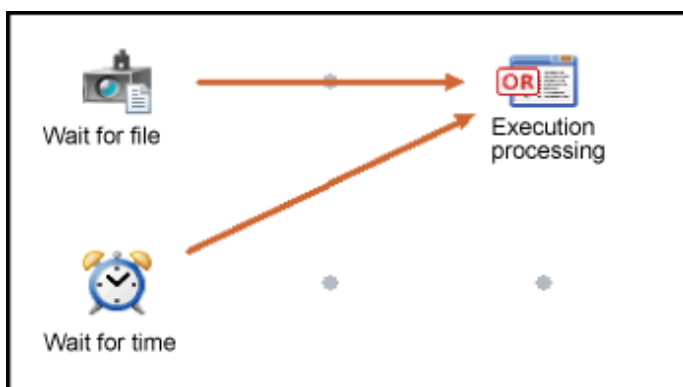 Wait for file
OR
Execution
processing
Wait for time